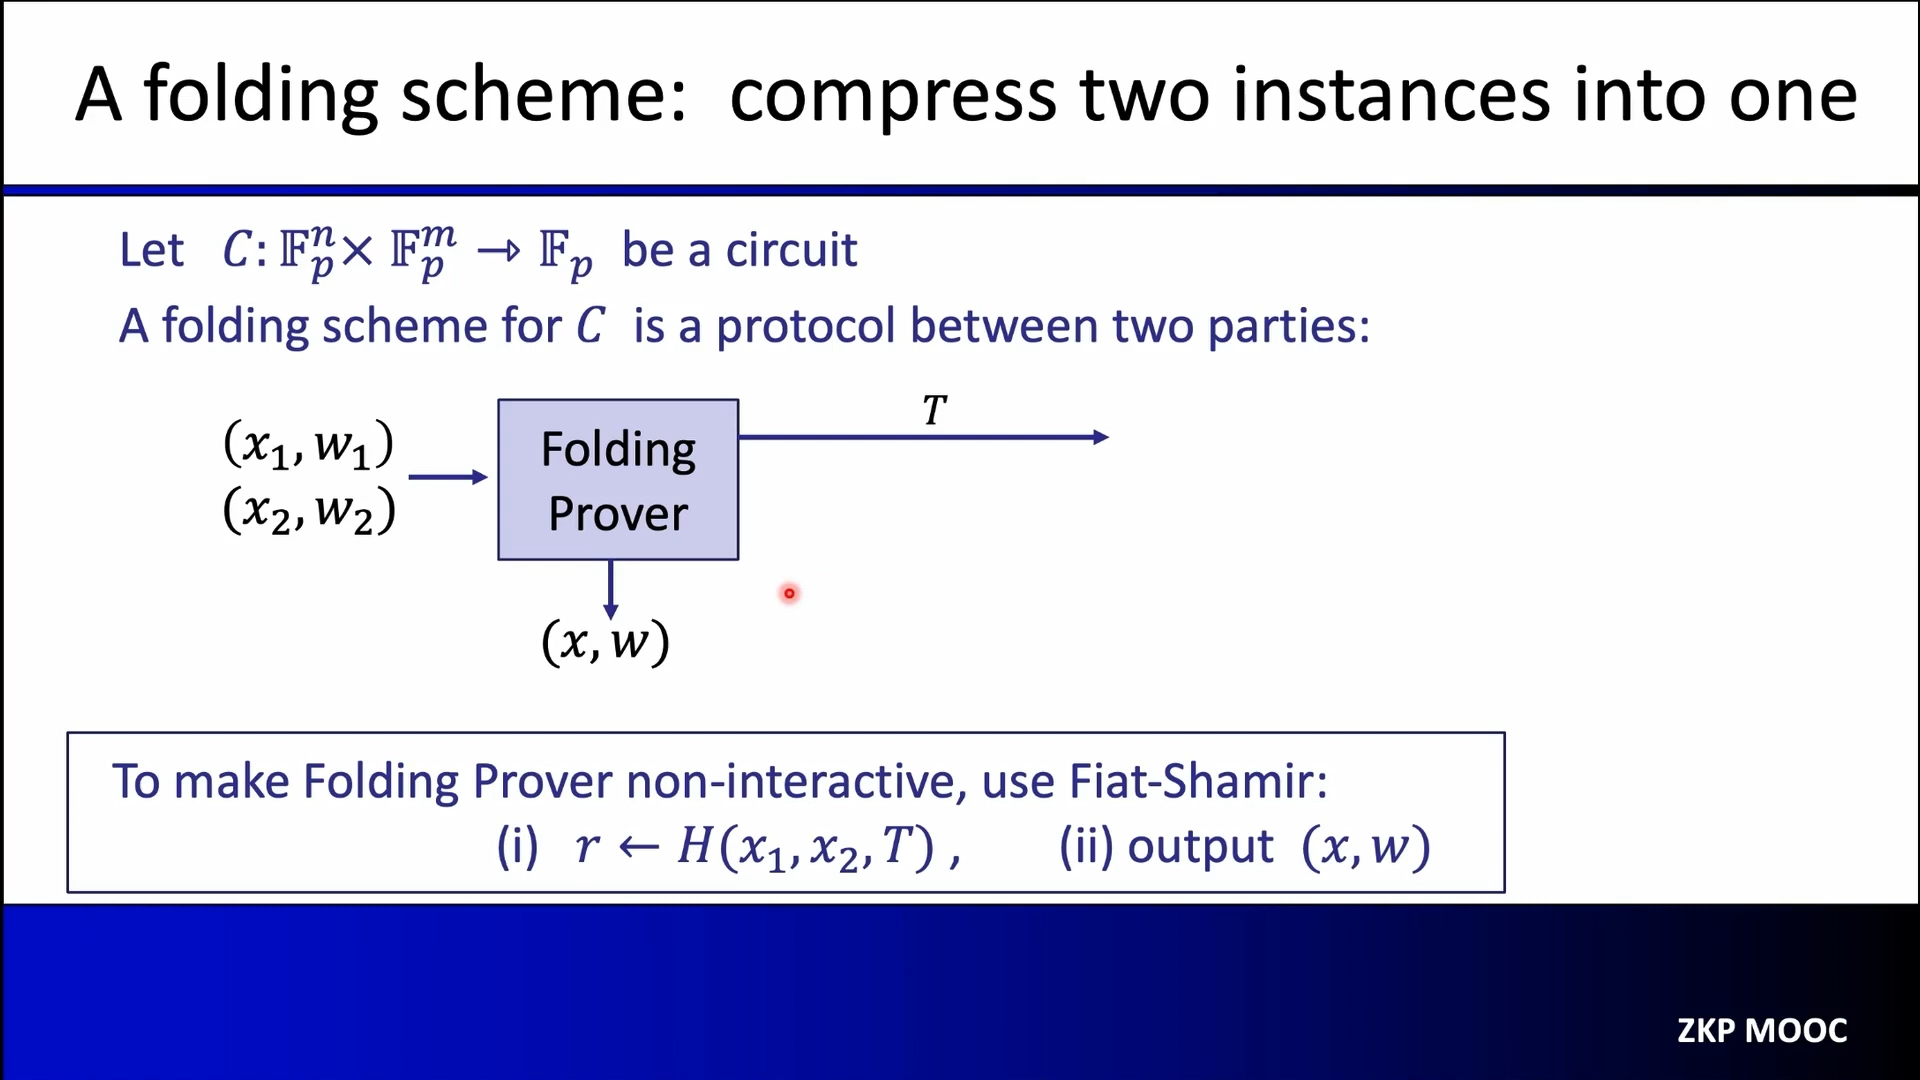 A folding scheme: compress two instances into one
Let C: 𝔽ₚⁿ × 𝔽ₚᵐ → 𝔽ₚ be a circuit
A folding scheme for C is a protocol between two parties:
(x₁, w₁)
(x₂, w₂)
Folding
Prover
T
(x, w)
To make Folding Prover non-interactive, use Fiat-Shamir:
(i) r ← H(x₁, x₂, T) , (ii) output (x, w)
ZKP MOOC